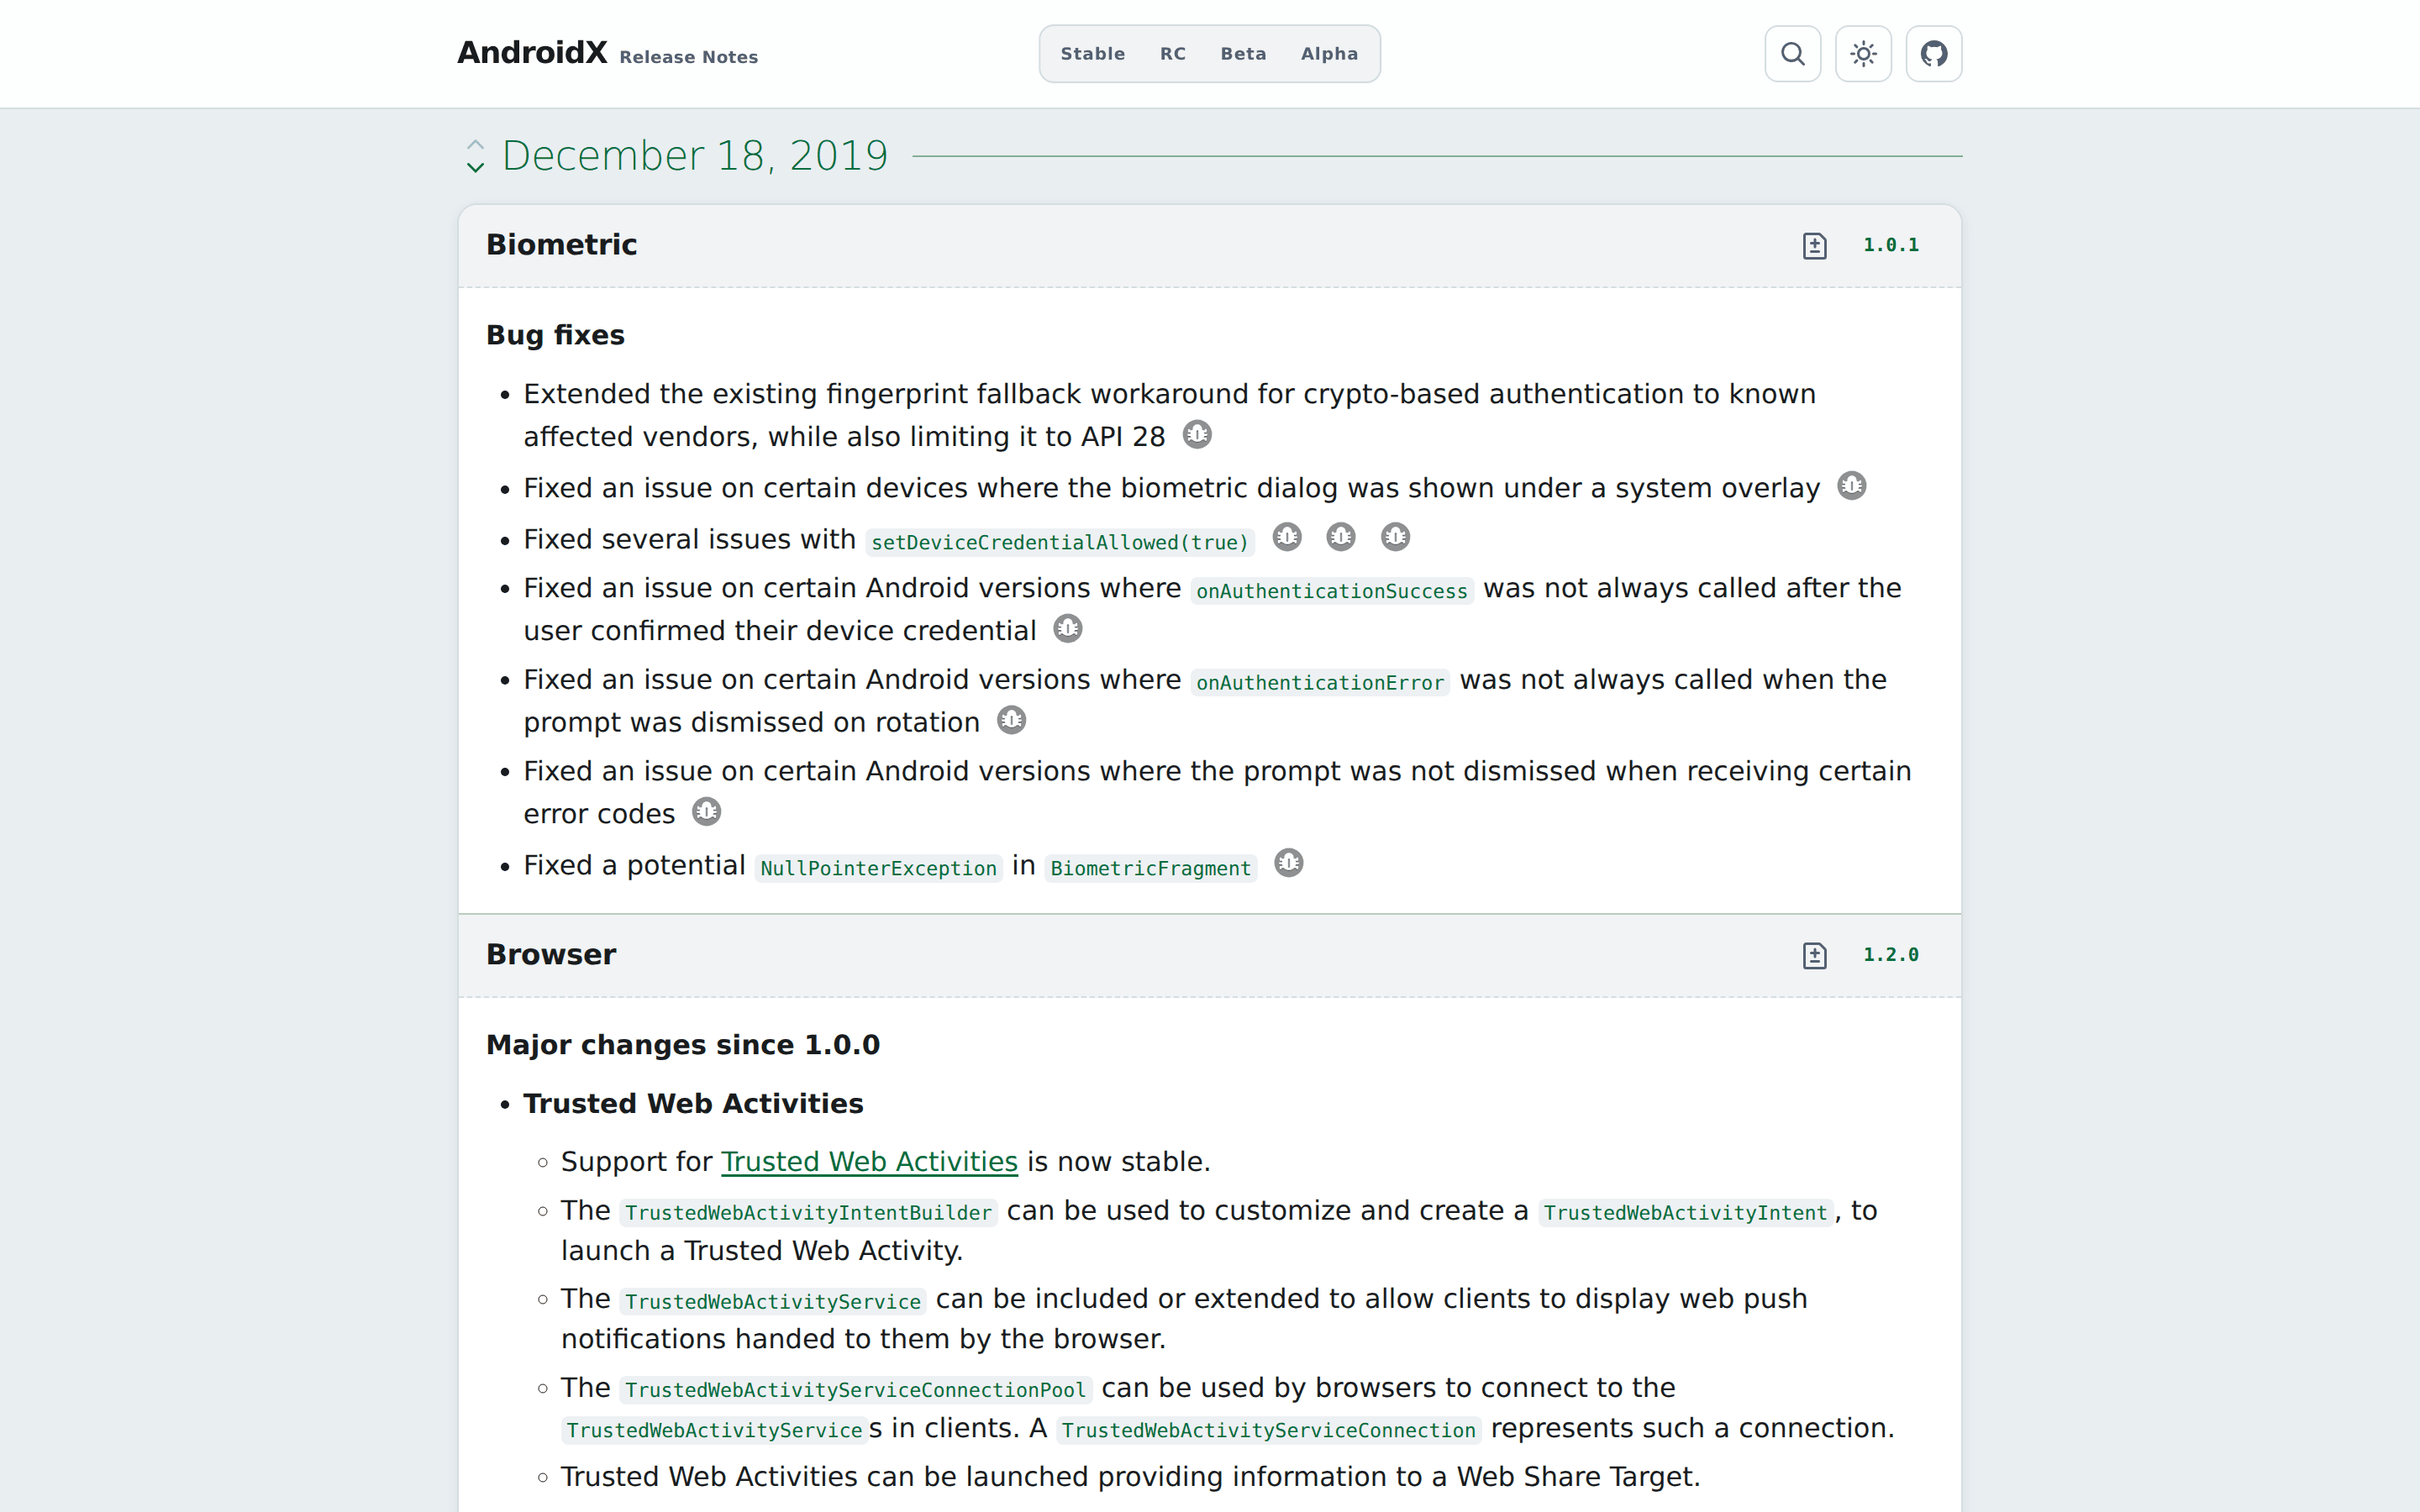 AndroidX Release Notes
Stable RC Beta Alpha
December 18, 2019
Biometric 1.0.1
Bug fixes
Extended the existing fingerprint fallback workaround for crypto-based authentication to known
affected vendors, while also limiting it to API 28
Fixed an issue on certain devices where the biometric dialog was shown under a system overlay
Fixed several issues with setDeviceCredentialAllowed(true)
Fixed an issue on certain Android versions where onAuthenticationSuccess was not always called after the
user confirmed their device credential
Fixed an issue on certain Android versions where onAuthenticationError was not always called when the
prompt was dismissed on rotation
Fixed an issue on certain Android versions where the prompt was not dismissed when receiving certain
error codes
Fixed a potential NullPointerException in BiometricFragment
Browser 1.2.0
Major changes since 1.0.0
Trusted Web Activities
Support for Trusted Web Activities is now stable.
The TrustedWebActivityIntentBuilder can be used to customize and create a TrustedWebActivityIntent, to
launch a Trusted Web Activity.
The TrustedWebActivityService can be included or extended to allow clients to display web push
notifications handed to them by the browser.
The TrustedWebActivityServiceConnectionPool can be used by browsers to connect to the
TrustedWebActivityServices in clients. A TrustedWebActivityServiceConnection represents such a connection.
Trusted Web Activities can be launched providing information to a Web Share Target.